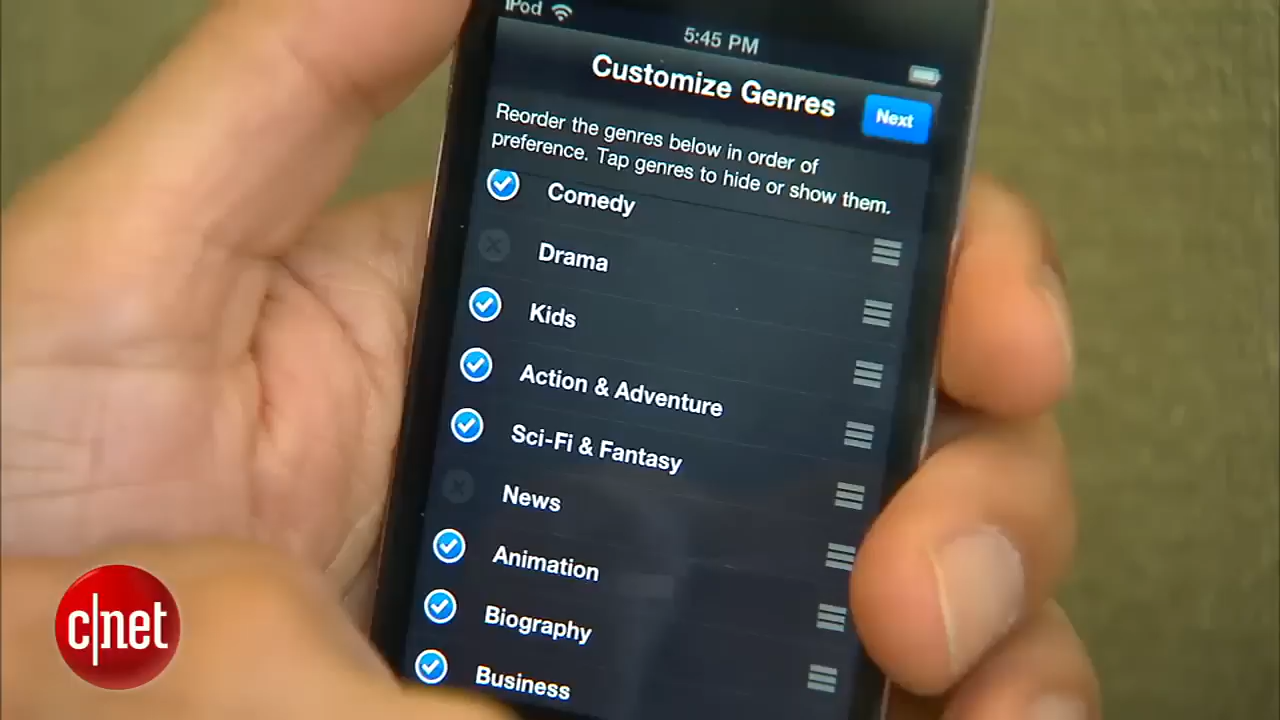 iPod
5:45 PM
Customize Genres
Next
Reorder the genres below in order of
preference. Tap genres to hide or show them.
Comedy
Drama
Kids
Action & Adventure
Sci-Fi & Fantasy
News
Animation
Biography
Business
c|net